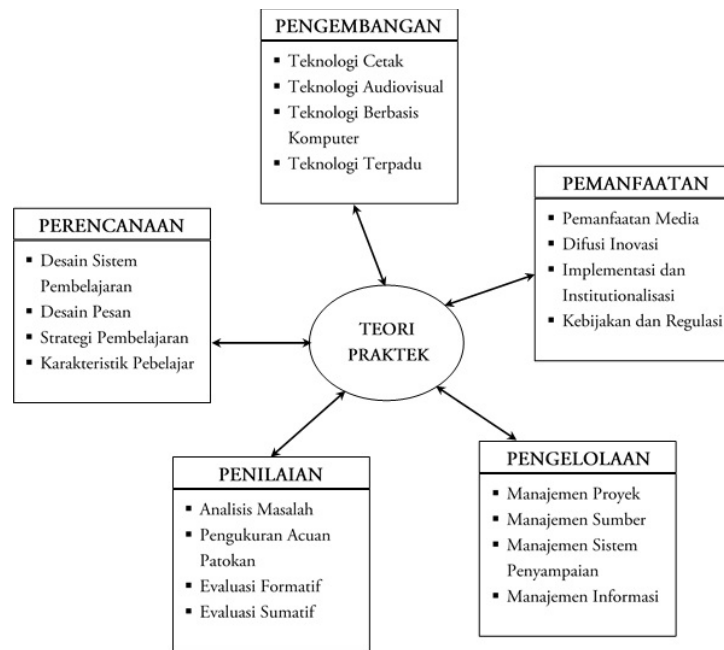 PENGEMBANGAN
▪ Teknologi Cetak
▪ Teknologi Audiovisual
▪ Teknologi Berbasis
Komputer
▪ Teknologi Terpadu
PEMANFAATAN
▪ Pemanfaatan Media
▪ Difusi Inovasi
▪ Implementasi dan
Institutionalisasi
▪ Kebijakan dan Regulasi
PERENCANAAN
▪ Desain Sistem
Pembelajaran
▪ Desain Pesan
▪ Strategi Pembelajaran
▪ Karakteristik Pebelajar
TEORI
PRAKTEK
PENILAIAN
▪ Analisis Masalah
▪ Pengukuran Acuan
Patokan
▪ Evaluasi Formatif
▪ Evaluasi Sumatif
PENGELOLAAN
▪ Manajemen Proyek
▪ Manajemen Sumber
▪ Manajemen Sistem
Penyampaian
▪ Manajemen Informasi